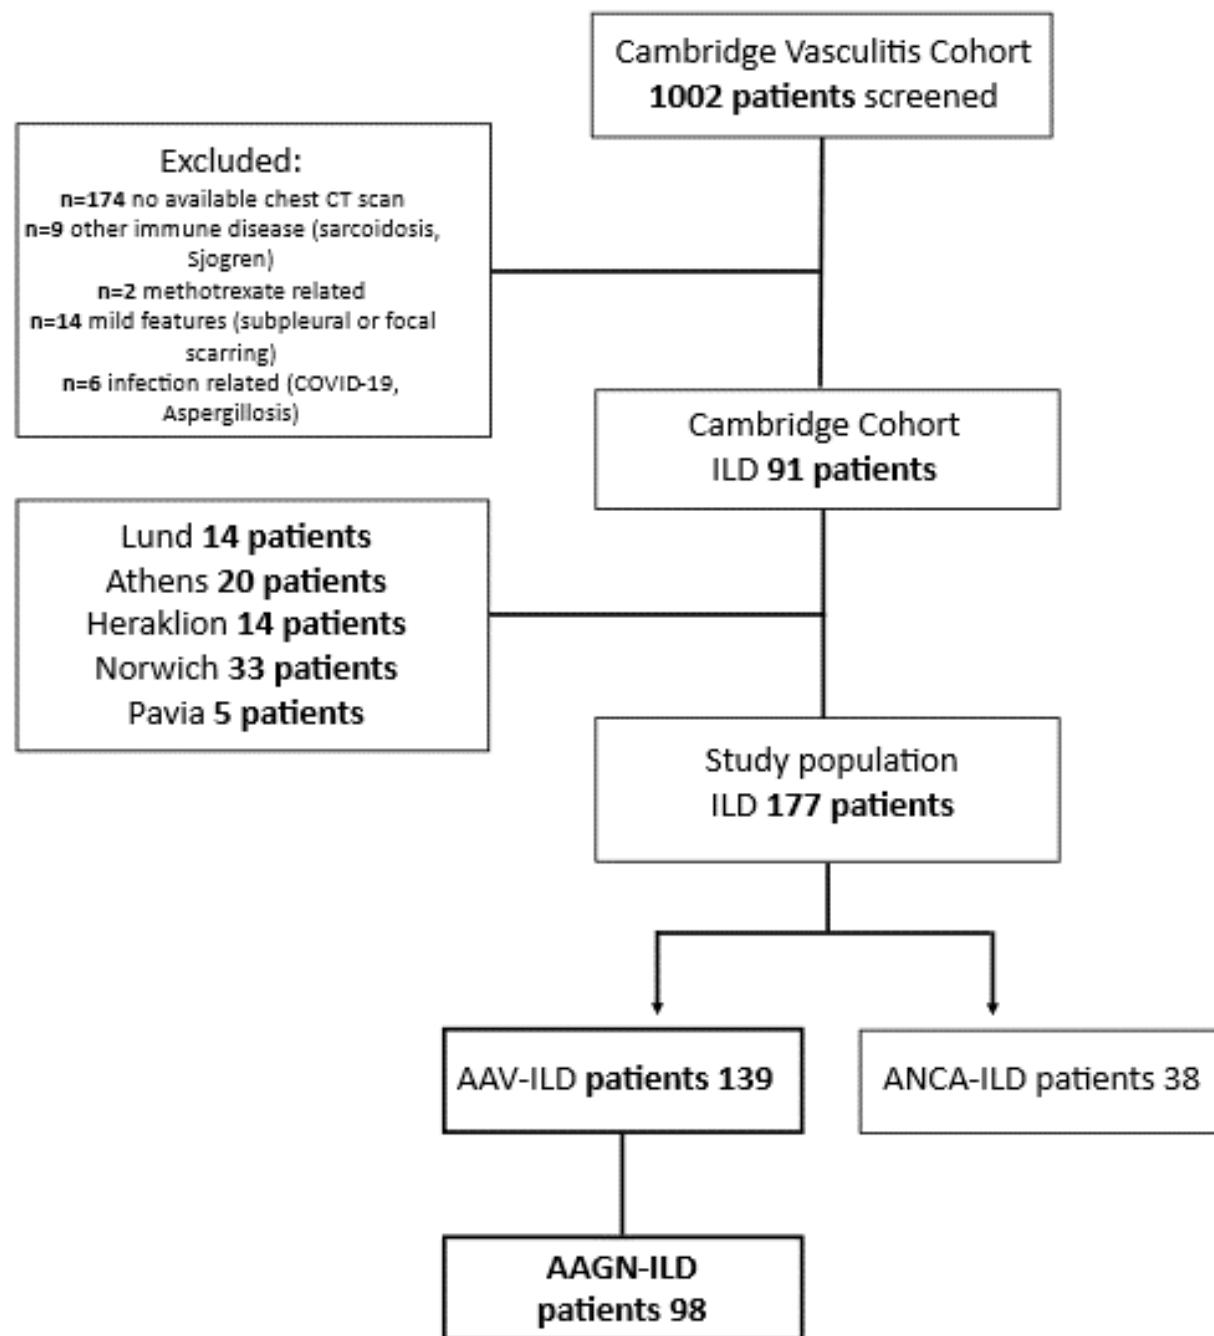 Cambridge Vasculitis Cohort
1002 patients screened
Excluded:
n=174 no available chest CT scan
n=9 other immune disease (sarcoidosis,
Sjogren)
n=2 methotrexate related
n=14 mild features (subpleural or focal
scarring)
n=6 infection related (COVID-19,
Aspergillosis)
Cambridge Cohort
ILD 91 patients
Lund 14 patients
Athens 20 patients
Heraklion 14 patients
Norwich 33 patients
Pavia 5 patients
Study population
ILD 177 patients
AAV-ILD patients 139
ANCA-ILD patients 38
AAGN-ILD
patients 98